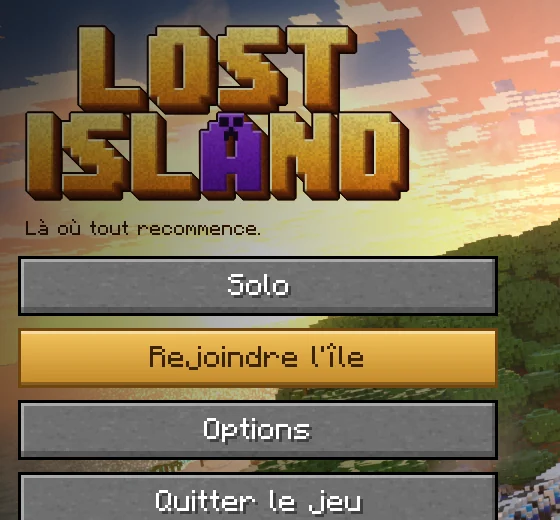 LOST
ISLAND
Là où tout recommence.
Solo
Rejoindre l'île
Options
Quitter le jeu